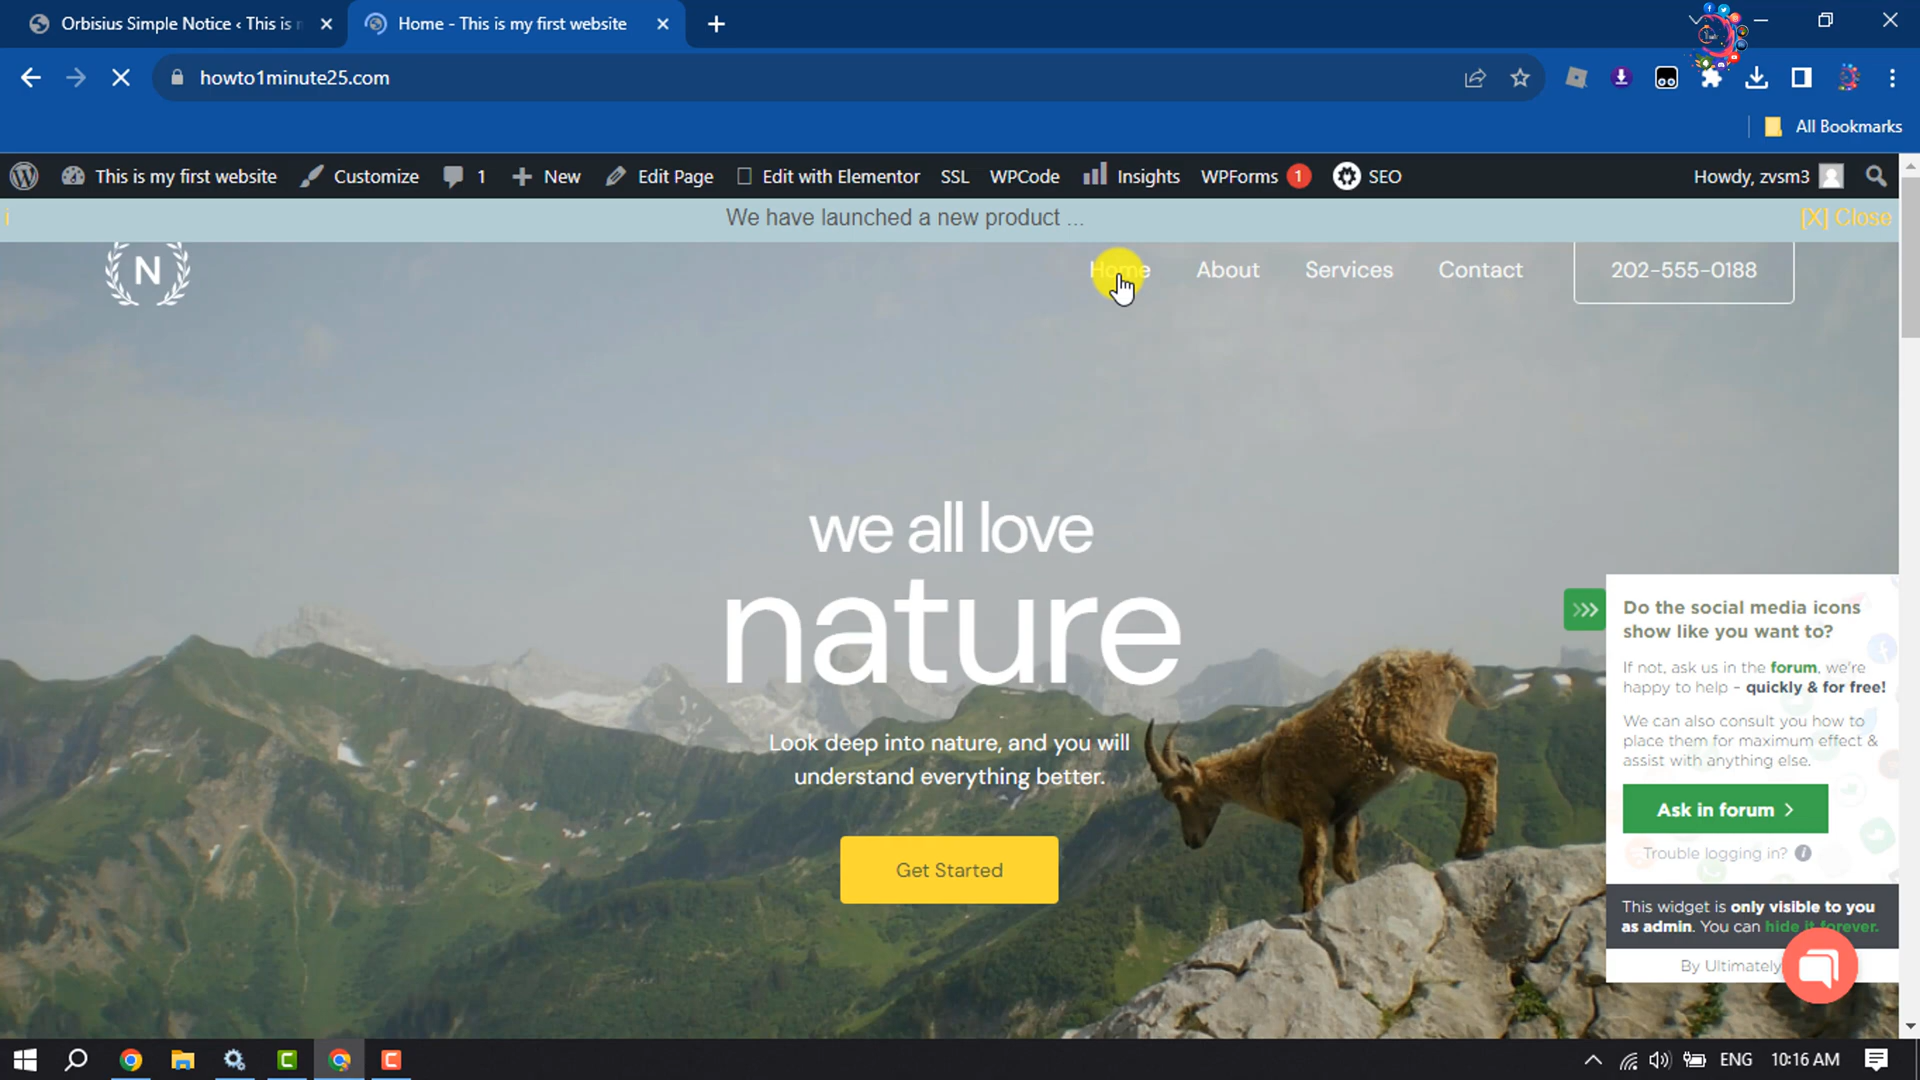 Orbisius Simple Notice ‹ This is
Home - This is my first website
howto1minute25.com
All Bookmarks
This is my first website Customize 1 New Edit Page Edit with Elementor SSL WPCode Insights WPForms 1 SEO Howdy, zvsm3
i We have launched a new product ... [X] Close
N Home About Services Contact 202-555-0188
we all love
nature
Look deep into nature, and you will
understand everything better.
Get Started
Do the social media icons
show like you want to?
If not, ask us in the forum, we're
happy to help - quickly & for free!
We can also consult you how to
place them for maximum effect &
assist with anything else.
Ask in forum >
Trouble logging in? i
This widget is only visible to you
as admin. You can hide it forever.
By Ultimately
ENG 10:16 AM